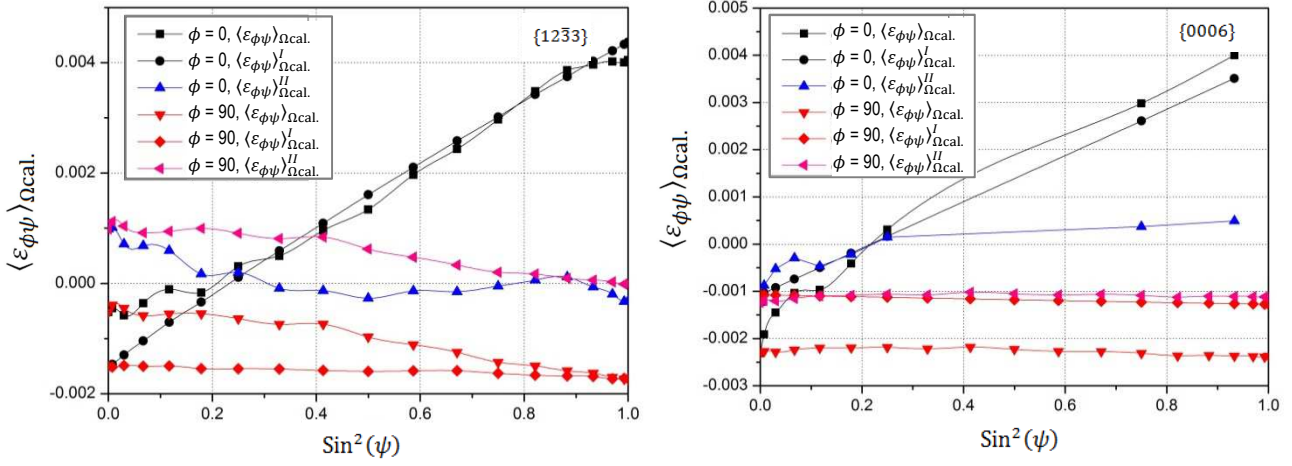 0.004
0.002
0.000
-0.002
⟨ε_ϕψ⟩_Ωcal.
ϕ = 0, ⟨ε_ϕψ⟩_Ωcal.
ϕ = 0, ⟨ε_ϕψ⟩^I_Ωcal.
ϕ = 0, ⟨ε_ϕψ⟩^II_Ωcal.
ϕ = 90, ⟨ε_ϕψ⟩_Ωcal.
ϕ = 90, ⟨ε_ϕψ⟩^I_Ωcal.
ϕ = 90, ⟨ε_ϕψ⟩^II_Ωcal.
{123̅3}
0.0 0.2 0.4 0.6 0.8 1.0
Sin²(ψ)
0.005
0.004
0.003
0.002
0.001
0.000
-0.001
-0.002
-0.003
⟨ε_ϕψ⟩_Ωcal.
ϕ = 0, ⟨ε_ϕψ⟩_Ωcal.
ϕ = 0, ⟨ε_ϕψ⟩^I_Ωcal.
ϕ = 0, ⟨ε_ϕψ⟩^II_Ωcal.
ϕ = 90, ⟨ε_ϕψ⟩_Ωcal.
ϕ = 90, ⟨ε_ϕψ⟩^I_Ωcal.
ϕ = 90, ⟨ε_ϕψ⟩^II_Ωcal.
{0006}
0.0 0.2 0.4 0.6 0.8 1.0
Sin²(ψ)